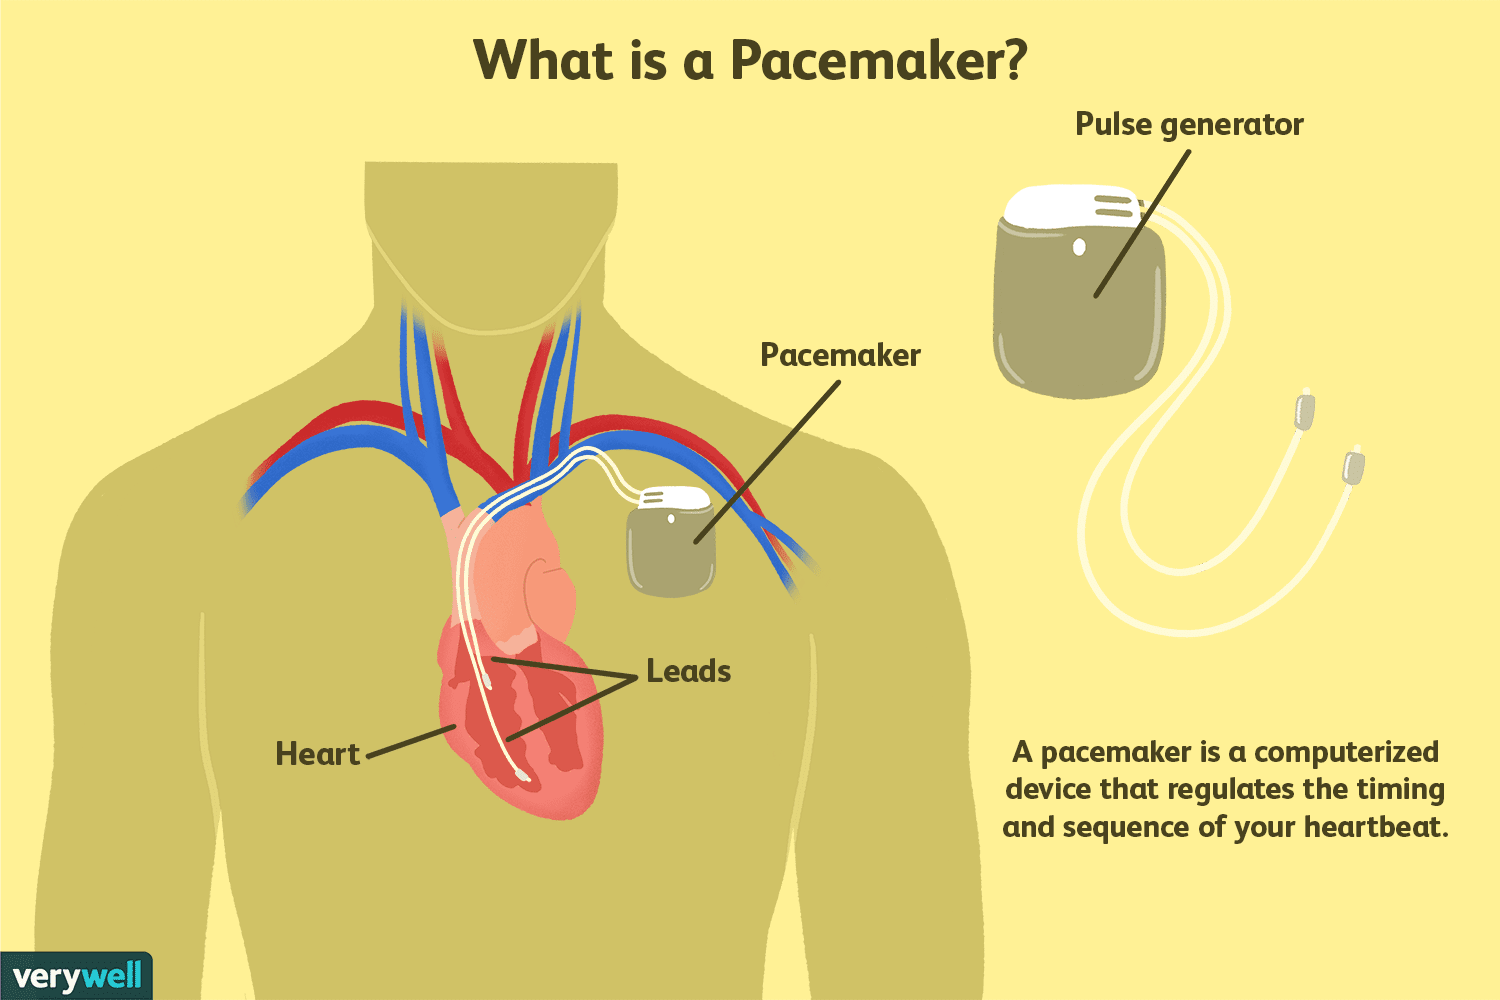 What is a Pacemaker?
Pulse generator
Pacemaker
Leads
Heart
A pacemaker is a computerized
device that regulates the timing
and sequence of your heartbeat.
verywell